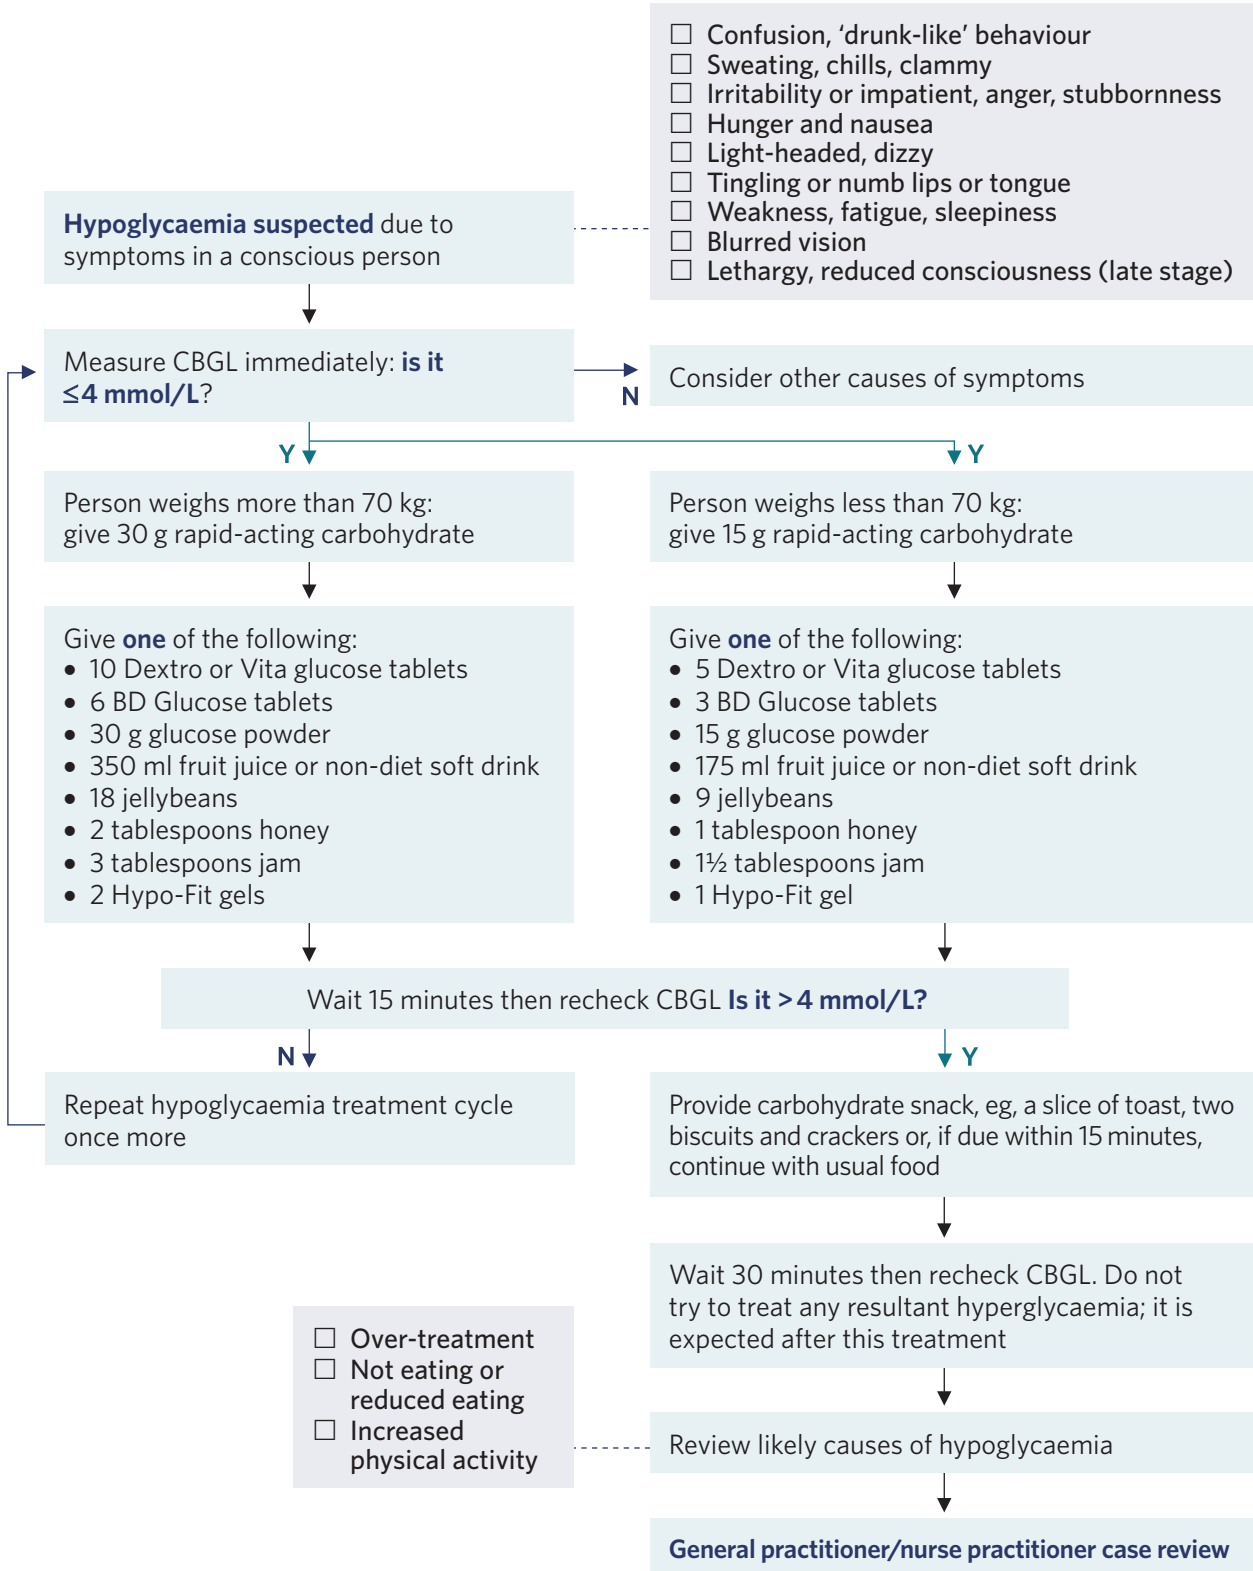 ☐ Confusion, ‘drunk-like’ behaviour
☐ Sweating, chills, clammy
☐ Irritability or impatient, anger, stubbornness
☐ Hunger and nausea
☐ Light-headed, dizzy
☐ Tingling or numb lips or tongue
☐ Weakness, fatigue, sleepiness
☐ Blurred vision
☐ Lethargy, reduced consciousness (late stage)
Hypoglycaemia suspected due to
symptoms in a conscious person
Measure CBGL immediately: is it
≤4 mmol/L?
N
Consider other causes of symptoms
Y
Y
Person weighs more than 70 kg:
give 30 g rapid-acting carbohydrate
Person weighs less than 70 kg:
give 15 g rapid-acting carbohydrate
Give one of the following:
• 10 Dextro or Vita glucose tablets
• 6 BD Glucose tablets
• 30 g glucose powder
• 350 ml fruit juice or non-diet soft drink
• 18 jellybeans
• 2 tablespoons honey
• 3 tablespoons jam
• 2 Hypo-Fit gels
Give one of the following:
• 5 Dextro or Vita glucose tablets
• 3 BD Glucose tablets
• 15 g glucose powder
• 175 ml fruit juice or non-diet soft drink
• 9 jellybeans
• 1 tablespoon honey
• 1½ tablespoons jam
• 1 Hypo-Fit gel
Wait 15 minutes then recheck CBGL Is it >4 mmol/L?
N
Y
Repeat hypoglycaemia treatment cycle
once more
Provide carbohydrate snack, eg, a slice of toast, two
biscuits and crackers or, if due within 15 minutes,
continue with usual food
Wait 30 minutes then recheck CBGL. Do not
try to treat any resultant hyperglycaemia; it is
expected after this treatment
☐ Over-treatment
☐ Not eating or
reduced eating
☐ Increased
physical activity
Review likely causes of hypoglycaemia
General practitioner/nurse practitioner case review